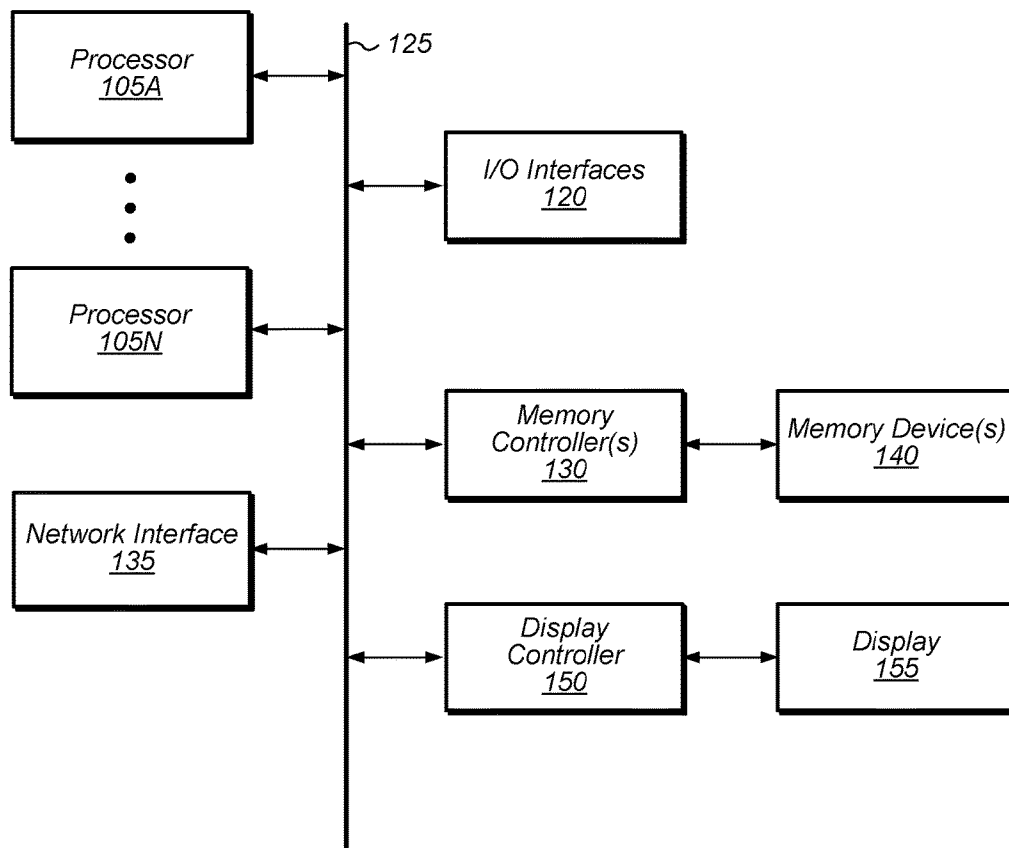 Processor
105A
125
I/O Interfaces
120
Processor
105N
Memory
Controller(s)
130
Memory Device(s)
140
Network Interface
135
Display
Controller
150
Display
155